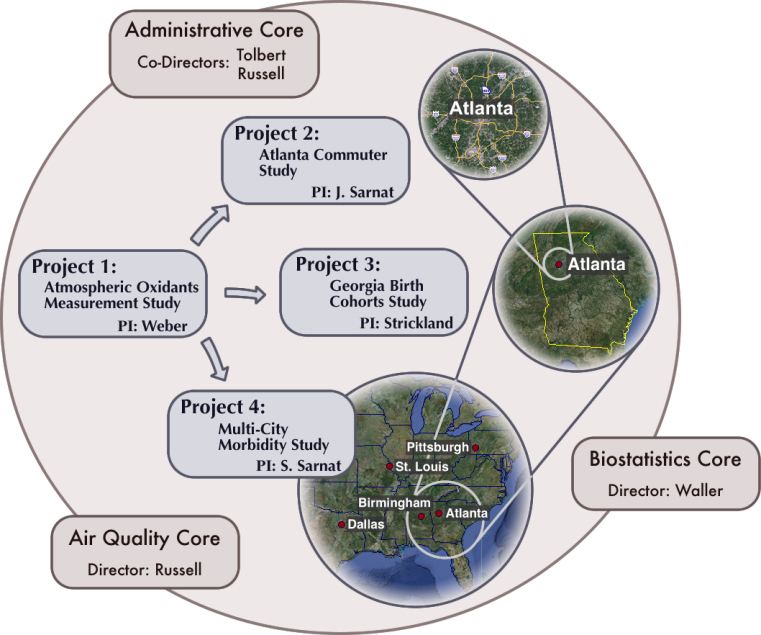 Administrative Core
Co-Directors: Tolbert
Russell
Project 2:
Atlanta Commuter
Study
PI: J. Sarnat
Atlanta
Project 1:
Atmospheric Oxidants
Measurement Study
PI: Weber
Project 3:
Georgia Birth
Cohorts Study
PI: Strickland
Atlanta
Project 4:
Multi-City
Morbidity Study
PI: S. Sarnat
Pittsburgh
St. Louis
Birmingham
Atlanta
Dallas
Biostatistics Core
Director: Waller
Air Quality Core
Director: Russell